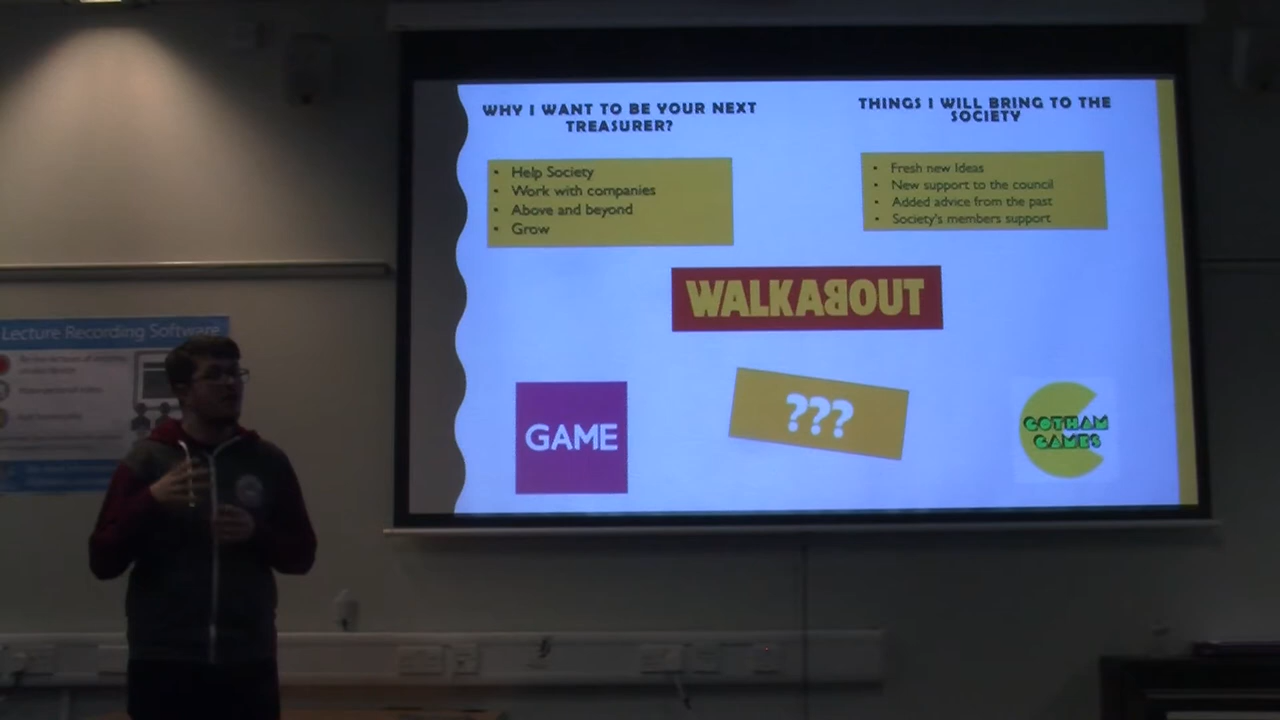 WHY I WANT TO BE YOUR NEXT
TREASURER?
• Help Society
• Work with companies
• Above and beyond
• Grow
THINGS I WILL BRING TO THE
SOCIETY
• Fresh new Ideas
• New support to the council
• Added advice from the past
• Society's members support
WALKABOUT
GAME
???
GOTHAM
GAMES
Lecture Recording Software